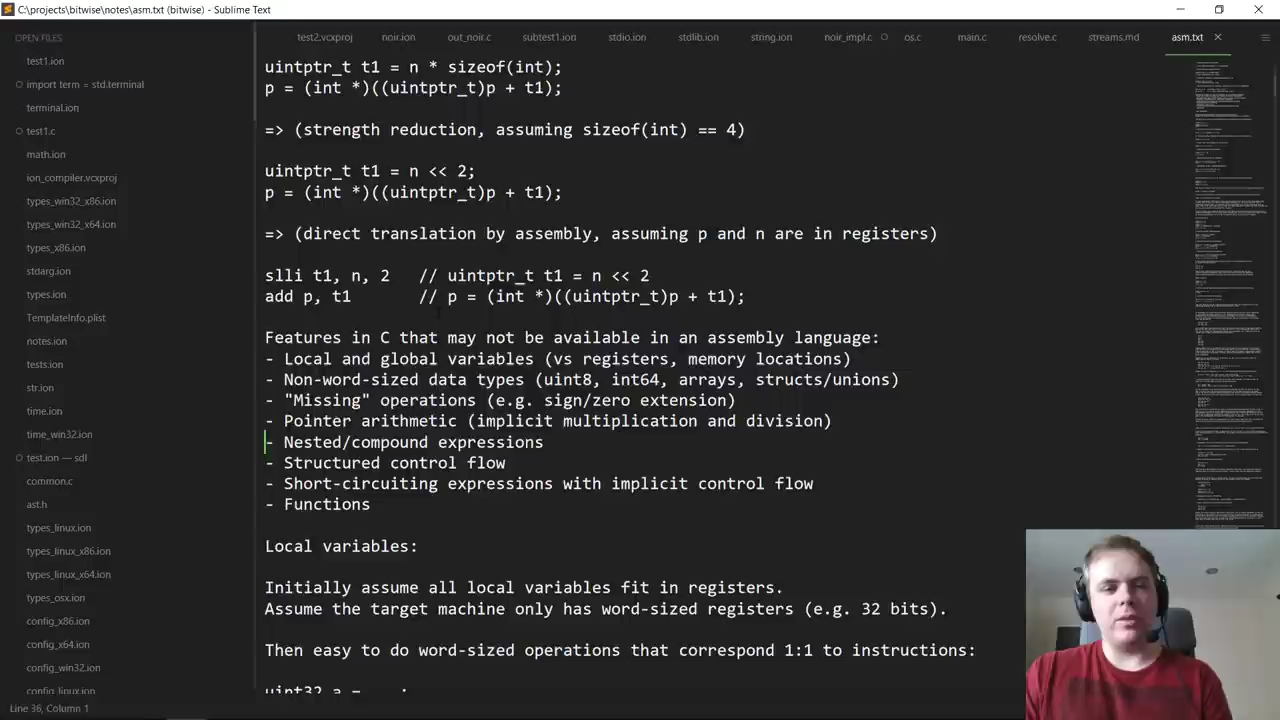 C:\projects\bitwise\notes\asm.txt (bitwise) - Sublime Text
OPEN FILES
test1.ion
import term = std.terminal
terminal.ion
test1.c
math.ion
ion_compiler.vcxproj
types_win32_x86.ion
types_win32_x64.ion
types_x86.ion
stdarg.ion
types.ion
TemplateInfo.plist
notes.ion
tests.ion
str.ion
time.ion
time_win32.ion
test.ion — sdl
common.c
ast.h
types_linux.ion
types_linux_x86.ion
types_linux_x64.ion
types_osx.ion
config_x86.ion
config_x64.ion
config_win32.ion
config_linux.ion
test2.vcxproj
noir.ion
out_noir.c
subtest1.ion
stdio.ion
stdlib.ion
string.ion
noir_impl.c
os.c
main.c
resolve.c
streams.md
asm.txt
uintptr_t t1 = n * sizeof(int);
p = (int *)((uintptr_t)p + t1);
=> (strength reduction, assuming sizeof(int) == 4)
uintptr_t t1 = n << 2;
p = (int *)((uintptr_t)p + t1);
=> (direct translation by assembly, assuming p and n are in registers)
slli t1, n, 2 // uintptr_t t1 = n << 2
add p, t1 // p = (int *)((uintptr_t)p + t1);
Features in C that may not be available in an assembly language:
- Local and global variables (vs registers, memory locations)
- Non-word-sized data types (int8, int64, arrays, structs/unions)
- "Missing" operations (e.g. sign/zero extension)
- (e.g. multiplication and division)
- Nested/compound expressions
- Structured control flow
- Short-circuiting expressions with implicit control flow
- Functions
Local variables:
Initially assume all local variables fit in registers.
Assume the target machine only has word-sized registers (e.g. 32 bits).
Then easy to do word-sized operations that correspond 1:1 to instructions:
uint32 a = ...;
Line 36, Column 1